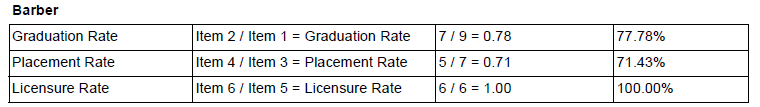 Barber
Graduation Rate Item 2 / Item 1 = Graduation Rate 7 / 9 = 0.78 77.78%
Placement Rate Item 4 / Item 3 = Placement Rate 5 / 7 = 0.71 71.43%
Licensure Rate Item 6 / Item 5 = Licensure Rate 6 / 6 = 1.00 100.00%